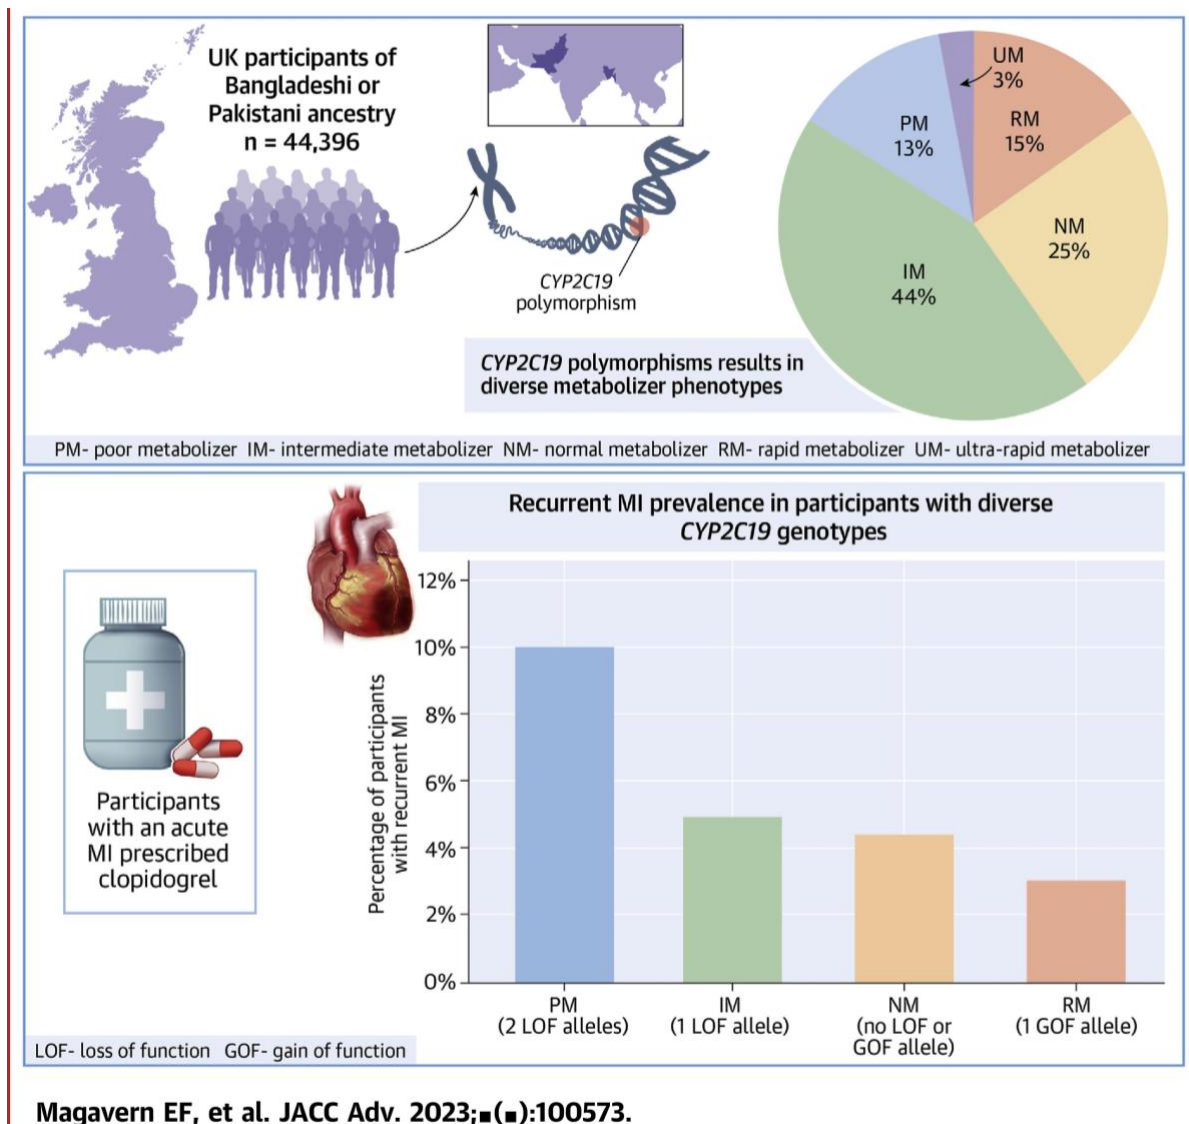 UK participants of
Bangladeshi or
Pakistani ancestry
n = 44,396
CYP2C19
polymorphism
UM
3%
RM
15%
PM
13%
NM
25%
IM
44%
CYP2C19 polymorphisms results in
diverse metabolizer phenotypes
PM- poor metabolizer IM- intermediate metabolizer NM- normal metabolizer RM- rapid metabolizer UM- ultra-rapid metabolizer
Recurrent MI prevalence in participants with diverse
CYP2C19 genotypes
Participants
with an acute
MI prescribed
clopidogrel
Percentage of participants
with recurrent MI
12%
10%
8%
6%
4%
2%
0%
PM
(2 LOF alleles)
IM
(1 LOF allele)
NM
(no LOF or
GOF allele)
RM
(1 GOF allele)
LOF- loss of function GOF- gain of function
Magavern EF, et al. JACC Adv. 2023;■(■):100573.